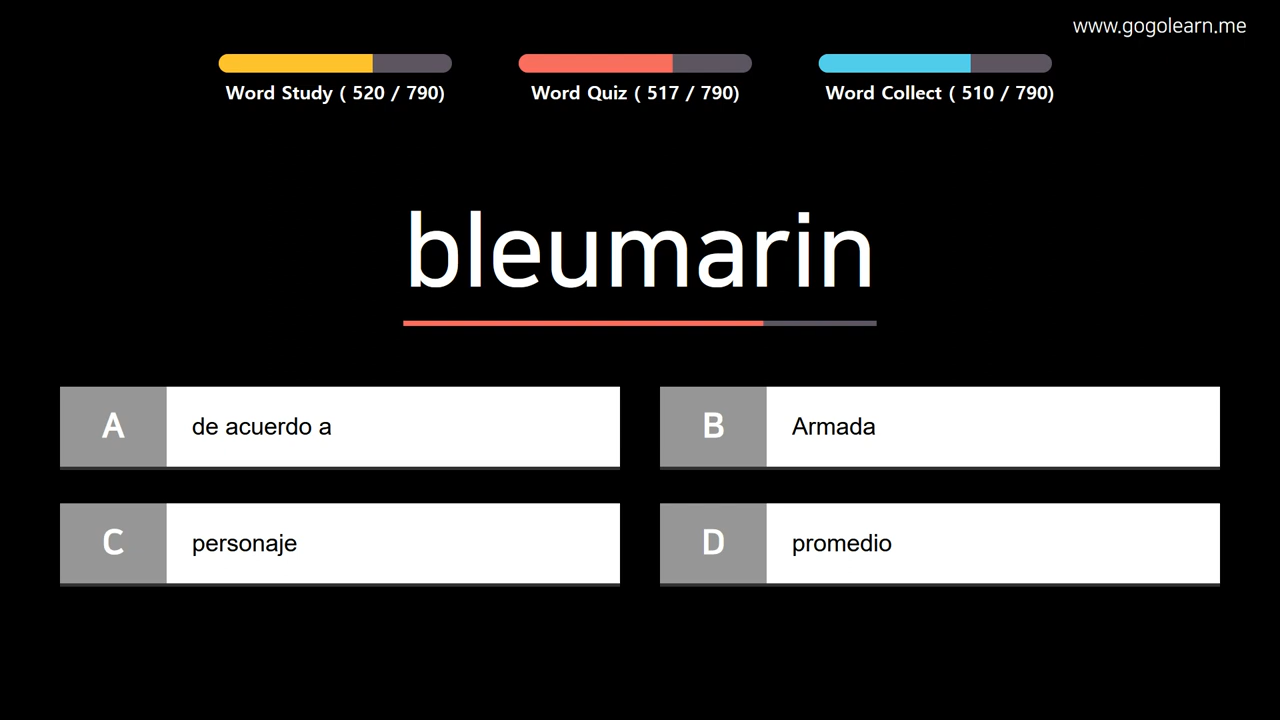 www.gogolearn.me
Word Study ( 520 / 790)
Word Quiz ( 517 / 790)
Word Collect ( 510 / 790)
bleumarin
A
de acuerdo a
B
Armada
C
personaje
D
promedio